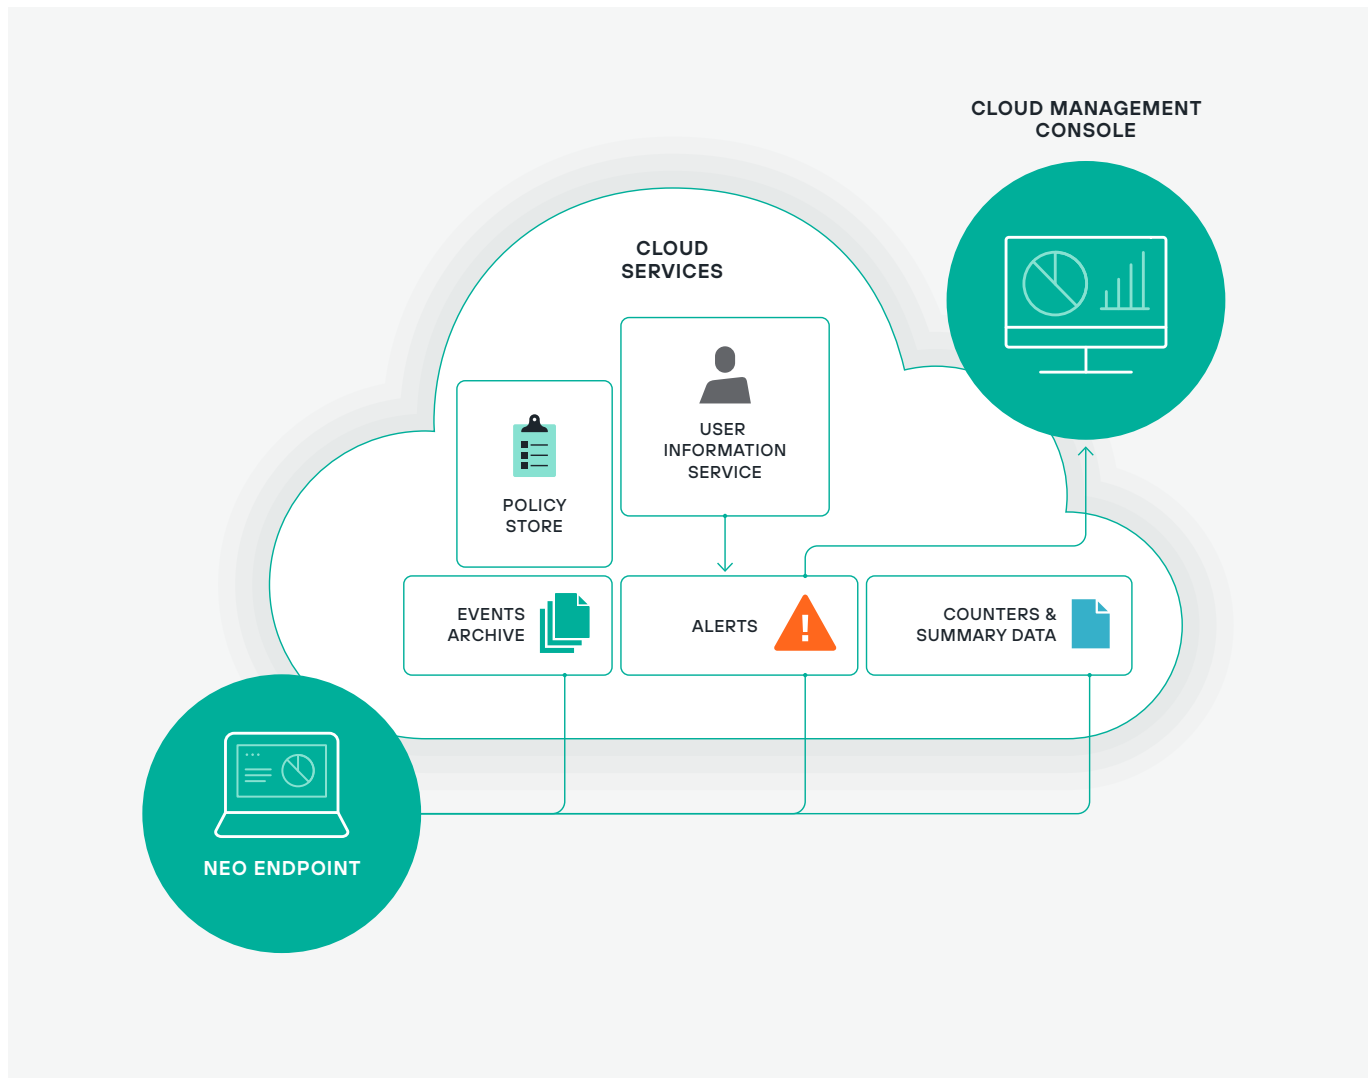 CLOUD MANAGEMENT
CONSOLE
CLOUD
SERVICES
USER
INFORMATION
SERVICE
POLICY
STORE
EVENTS
ARCHIVE
ALERTS
!
COUNTERS &
SUMMARY DATA
NEO ENDPOINT